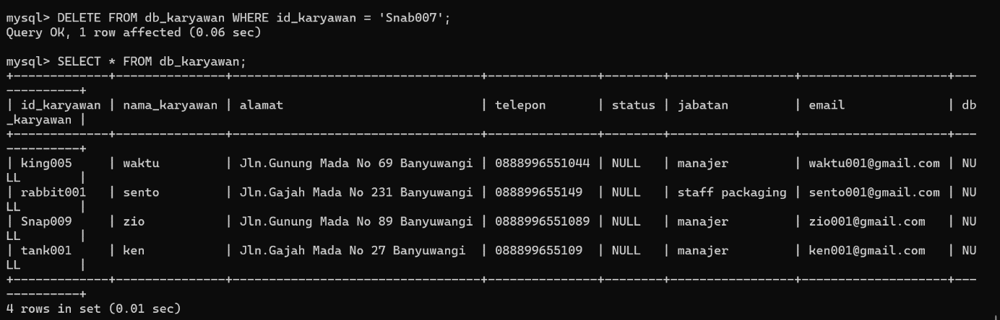 mysql> DELETE FROM db_karyawan WHERE id_karyawan = 'Snab007';
Query OK, 1 row affected (0.06 sec)

mysql> SELECT * FROM db_karyawan;
+-------------+---------------+----------------------------------+---------------+--------+-----------------+--------------------+---
----------+
| id_karyawan | nama_karyawan | alamat                           | telepon       | status | jabatan         | email              | db
_karyawan |
+-------------+---------------+----------------------------------+---------------+--------+-----------------+--------------------+---
----------+
| king005     | waktu         | Jln.Gunung Mada No 69 Banyuwangi | 0888996551044 | NULL   | manajer         | waktu001@gmail.com | NU
LL        |
| rabbit001   | sento         | Jln.Gajah Mada No 231 Banyuwangi | 088899655149  | NULL   | staff packaging | sento001@gmail.com | NU
LL        |
| Snap009     | zio           | Jln.Gunung Mada No 89 Banyuwangi | 0888996551089 | NULL   | manajer         | zio001@gmail.com   | NU
LL        |
| tank001     | ken           | Jln.Gajah Mada No 27 Banyuwangi  | 088899655109  | NULL   | manajer         | ken001@gmail.com   | NU
LL        |
+-------------+---------------+----------------------------------+---------------+--------+-----------------+--------------------+---
----------+
4 rows in set (0.01 sec)